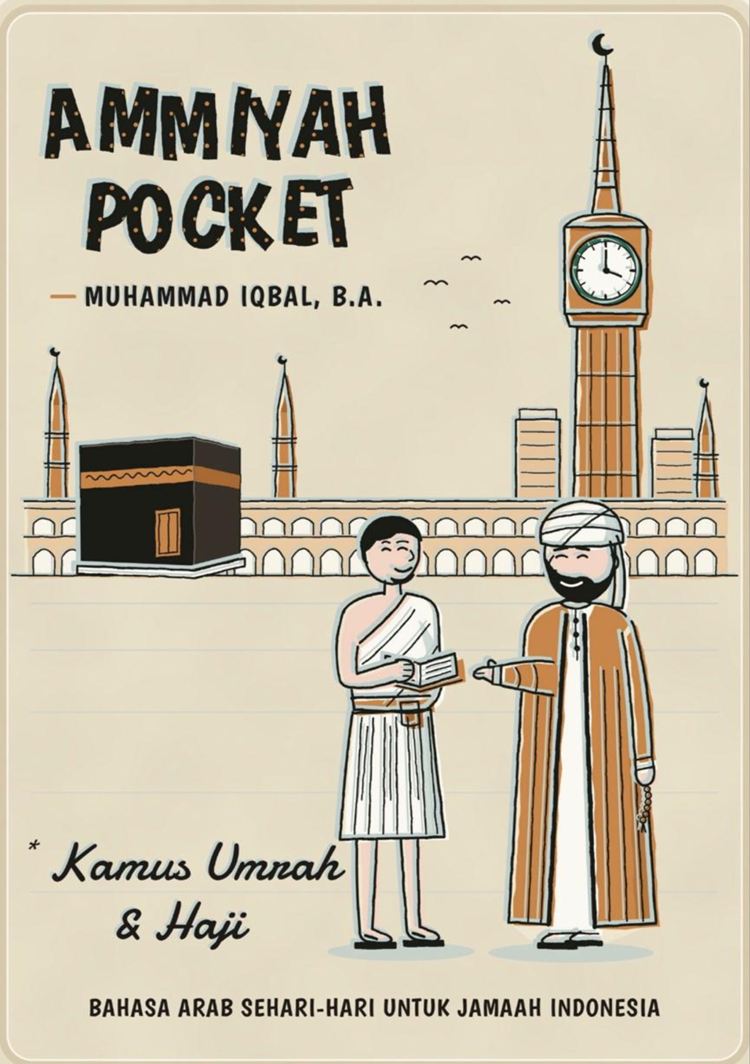 AMMIYAH
POCKET
— MUHAMMAD IQBAL, B.A.
* Kamus Umrah
& Haji
BAHASA ARAB SEHARI-HARI UNTUK JAMAAH INDONESIA